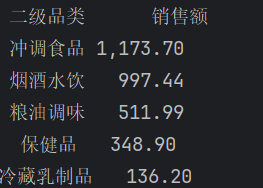 二级品类 销售额
冲调食品 1,173.70
烟酒水饮 997.44
粮油调味 511.99
保健品 348.90
冷藏乳制品 136.20